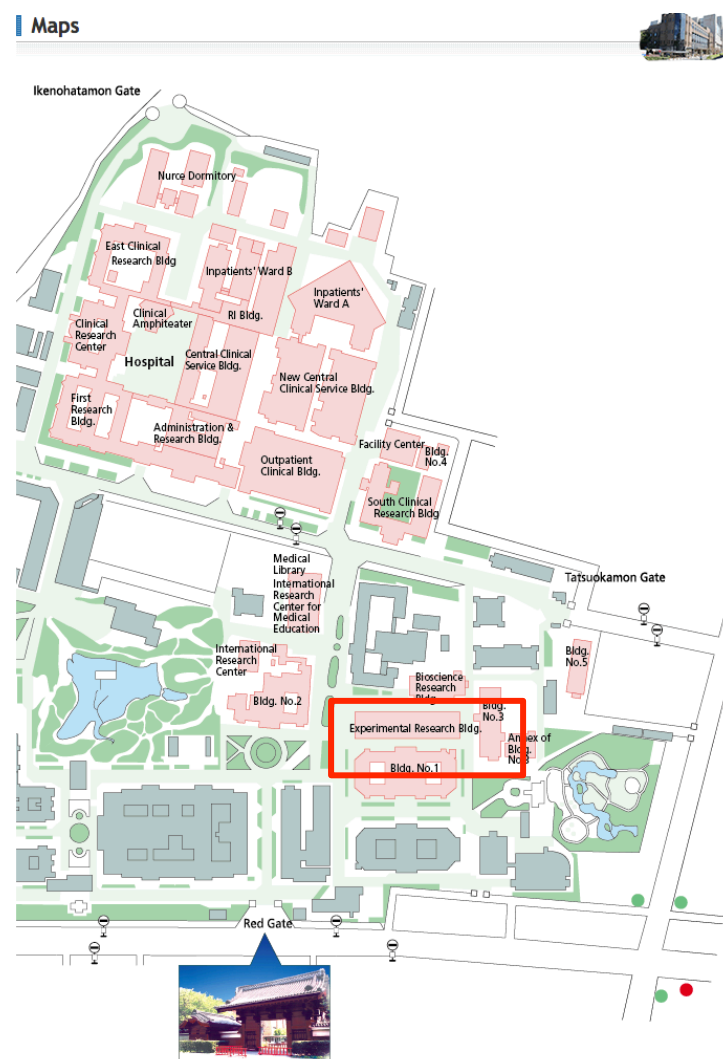 Maps
Ikenohatamon Gate
Nurce Dormitory
East Clinical
Research Bldg
Inpatients' Ward B
Inpatients'
Ward A
Clinical
Amphiteater
RI Bldg.
Clinical
Research
Center
Hospital
Central Clinical
Service Bldg.
New Central
Clinical Service Bldg.
First
Research
Bldg.
Administration &
Research Bldg.
Facility Center
Bldg.
No.4
Outpatient
Clinical Bldg.
South Clinical
Research Bldg
Medical
Library
International
Research
Center for
Medical
Education
Tatsuokamon Gate
International
Research
Center
Bldg.
No.5
Bioscience
Research
Bldg.
Bldg. No.2
Bldg.
No.3
Experimental Research Bldg.
Annex of
Bldg.
No.3
Bldg. No.1
Red Gate